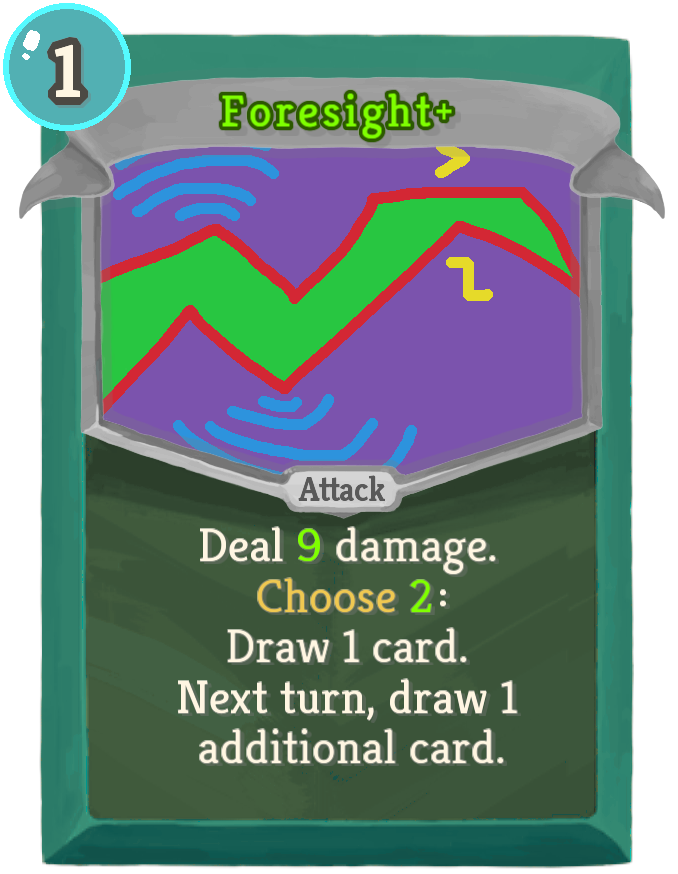 1
Foresight+
Attack
Deal 9 damage.
Choose 2:
Draw 1 card.
Next turn, draw 1
additional card.